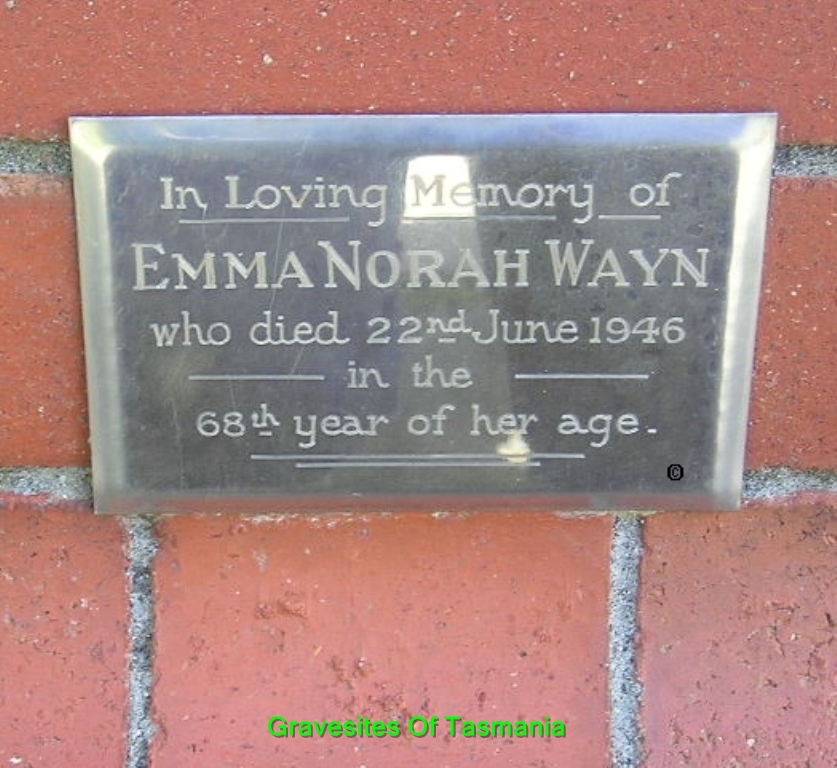 In Loving Memory of
EMMA NORAH WAYN
who died 22nd June 1946
in the
68th year of her age.
©
Gravesites Of Tasmania